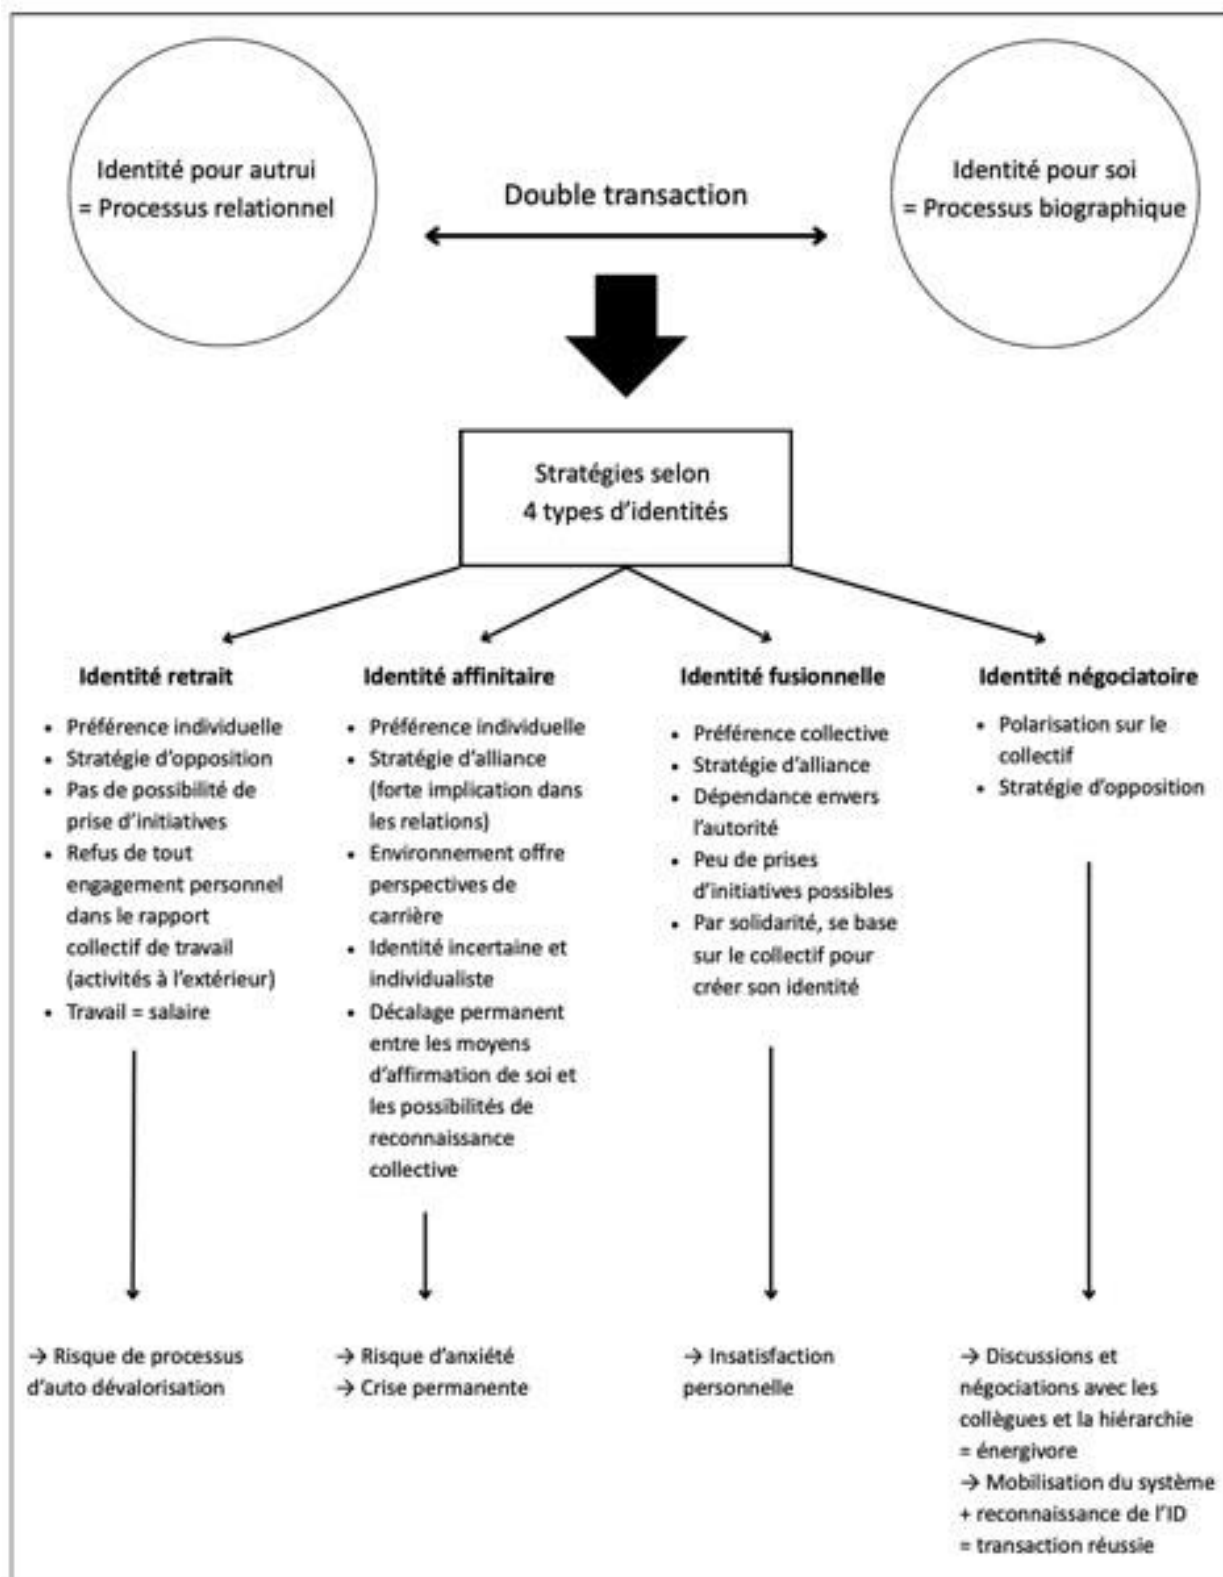 Identité pour autrui
= Processus relationnel
Double transaction
Identité pour soi
= Processus biographique
Stratégies selon
4 types d'identités
Identité retrait
• Préférence individuelle
• Stratégie d'opposition
• Pas de possibilité de
prise d'initiatives
• Refus de tout
engagement personnel
dans le rapport
collectif de travail
(activités à l'extérieur)
• Travail = salaire
→ Risque de processus
d'auto dévalorisation
Identité affinitaire
• Préférence individuelle
• Stratégie d'alliance
(forte implication dans
les relations)
• Environnement offre
perspectives de
carrière
• Identité incertaine et
individualiste
• Décalage permanent
entre les moyens
d'affirmation de soi et
les possibilités de
reconnaissance
collective
→ Risque d'anxiété
→ Crise permanente
Identité fusionnelle
• Préférence collective
• Stratégie d'alliance
• Dépendance envers
l'autorité
• Peu de prises
d'initiatives possibles
• Par solidarité, se base
sur le collectif pour
créer son identité
→ Insatisfaction
personnelle
Identité négociatoire
• Polarisation sur le
collectif
• Stratégie d'opposition
→ Discussions et
négociations avec les
collègues et la hiérarchie
= énergivore
→ Mobilisation du système
+ reconnaissance de l'ID
= transaction réussie